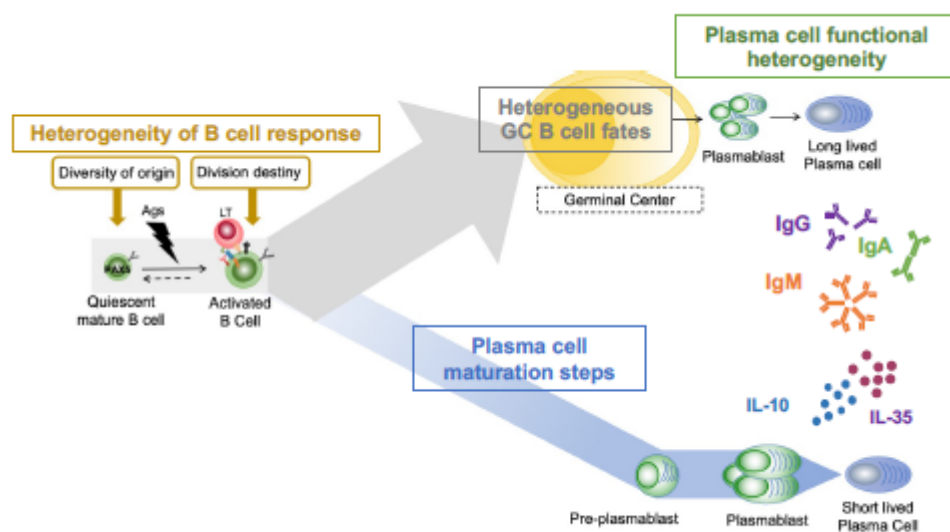 Plasma cell functional
heterogeneity
Heterogeneous
GC B cell fates
Plasmablast
Long lived
Plasma cell
Heterogeneity of B cell response
Diversity of origin
Division destiny
Germinal Center
Ags
LT
IgG
IgA
PAX5
Quiescent
mature B cell
Activated
B Cell
IgM
Plasma cell
maturation steps
IL-10
IL-35
Pre-plasmablast
Plasmablast
Short lived
Plasma Cell